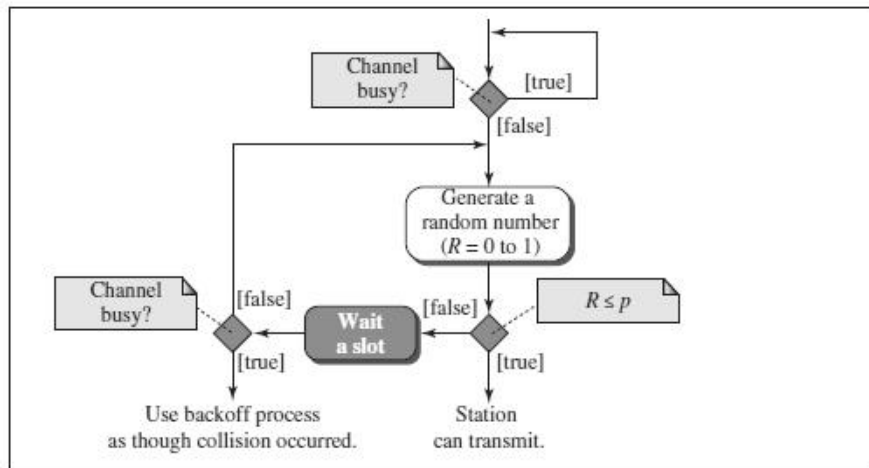 Channel
busy?
[true]
[false]
Generate a
random number
(R = 0 to 1)
Channel
busy?
[false]
Wait
a slot
[false]
R ≤ p
[true]
[true]
Use backoff process
as though collision occurred.
Station
can transmit.